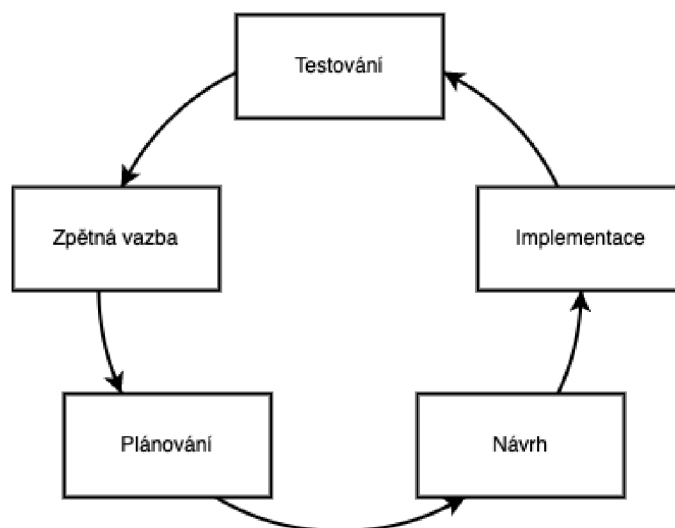 Testování
Zpětná vazba
Implementace
Plánování
Návrh